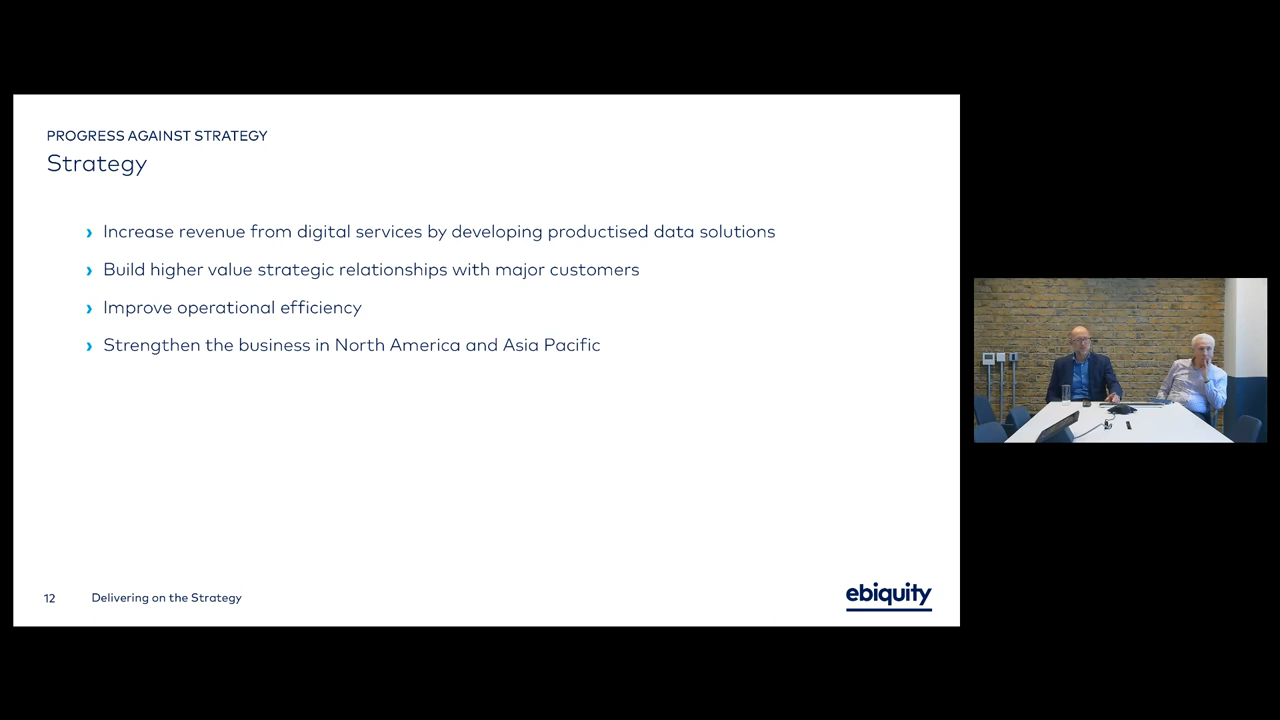 PROGRESS AGAINST STRATEGY
Strategy
› Increase revenue from digital services by developing productised data solutions
› Build higher value strategic relationships with major customers
› Improve operational efficiency
› Strengthen the business in North America and Asia Pacific
12 Delivering on the Strategy
ebiquity